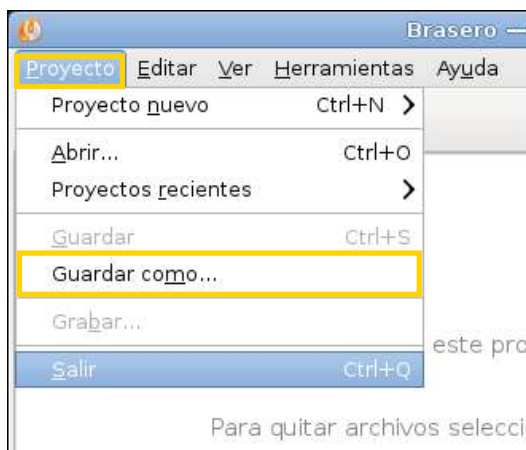 Brasero —
Proyecto Editar Ver Herramientas Ayuda
Proyecto nuevo Ctrl+N
Abrir... Ctrl+O
Proyectos recientes
Guardar Ctrl+S
Guardar como...
Grabar...
este pro
Salir Ctrl+Q
Para quitar archivos selecci